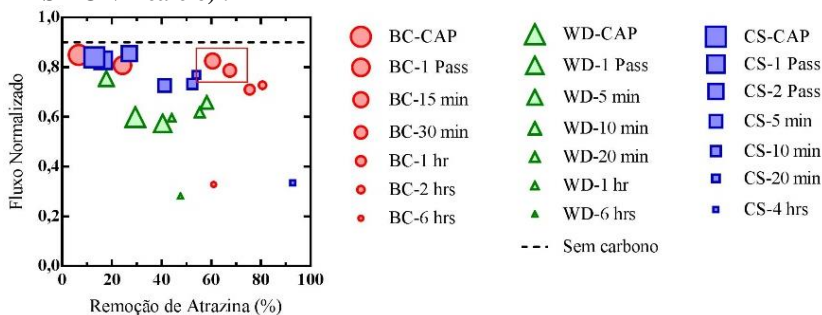 1,0
0,8
0,6
0,4
0,2
0,0
Fluxo Normalizado
0 20 40 60 80 100
Remoção de Atrazina (%)
BC-CAP
BC-1 Pass
BC-15 min
BC-30 min
BC-1 hr
BC-2 hrs
BC-6 hrs
WD-CAP
WD-1 Pass
WD-5 min
WD-10 min
WD-20 min
WD-1 hr
WD-6 hrs
Sem carbono
CS-CAP
CS-1 Pass
CS-2 Pass
CS-5 min
CS-10 min
CS-20 min
CS-4 hrs